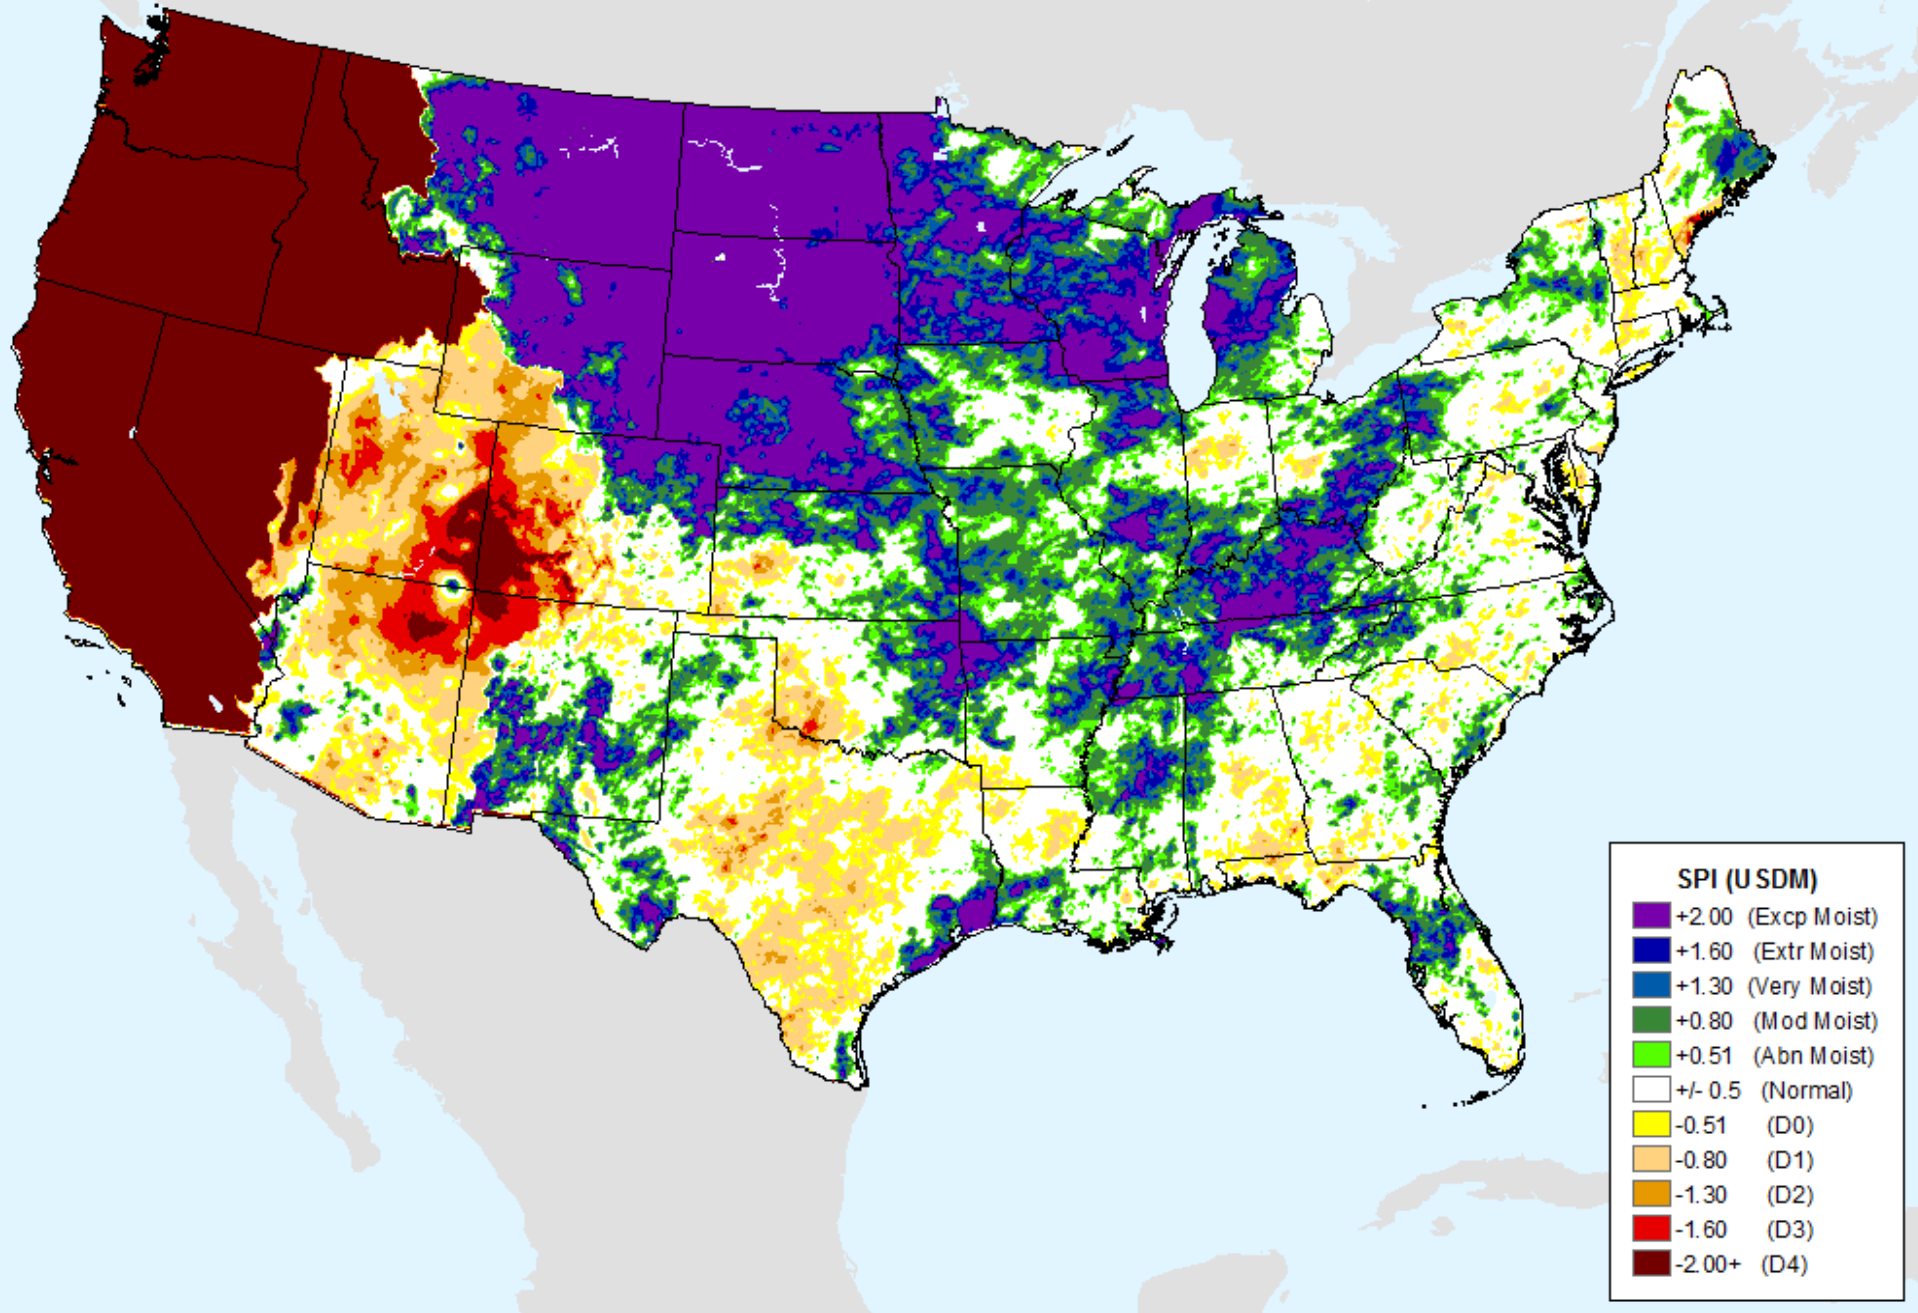 SPI (USDM)
+2.00 (Excp Moist)
+1.60 (Extr Moist)
+1.30 (Very Moist)
+0.80 (Mod Moist)
+0.51 (Abn Moist)
+/- 0.5 (Normal)
-0.51 (D0)
-0.80 (D1)
-1.30 (D2)
-1.60 (D3)
-2.00+ (D4)